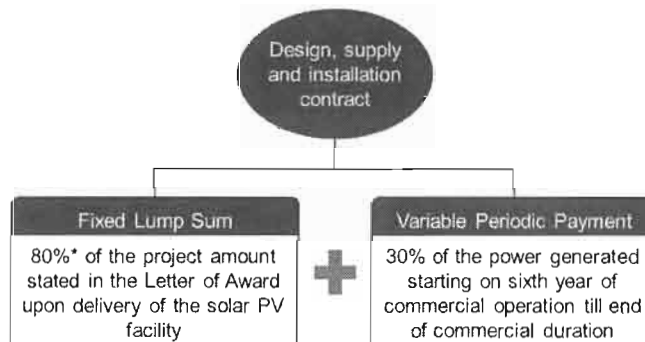 Design, supply
and installation
contract
Fixed Lump Sum
80%* of the project amount
stated in the Letter of Award
upon delivery of the solar PV
facility
Variable Periodic Payment
30% of the power generated
starting on sixth year of
commercial operation till end
of commercial duration